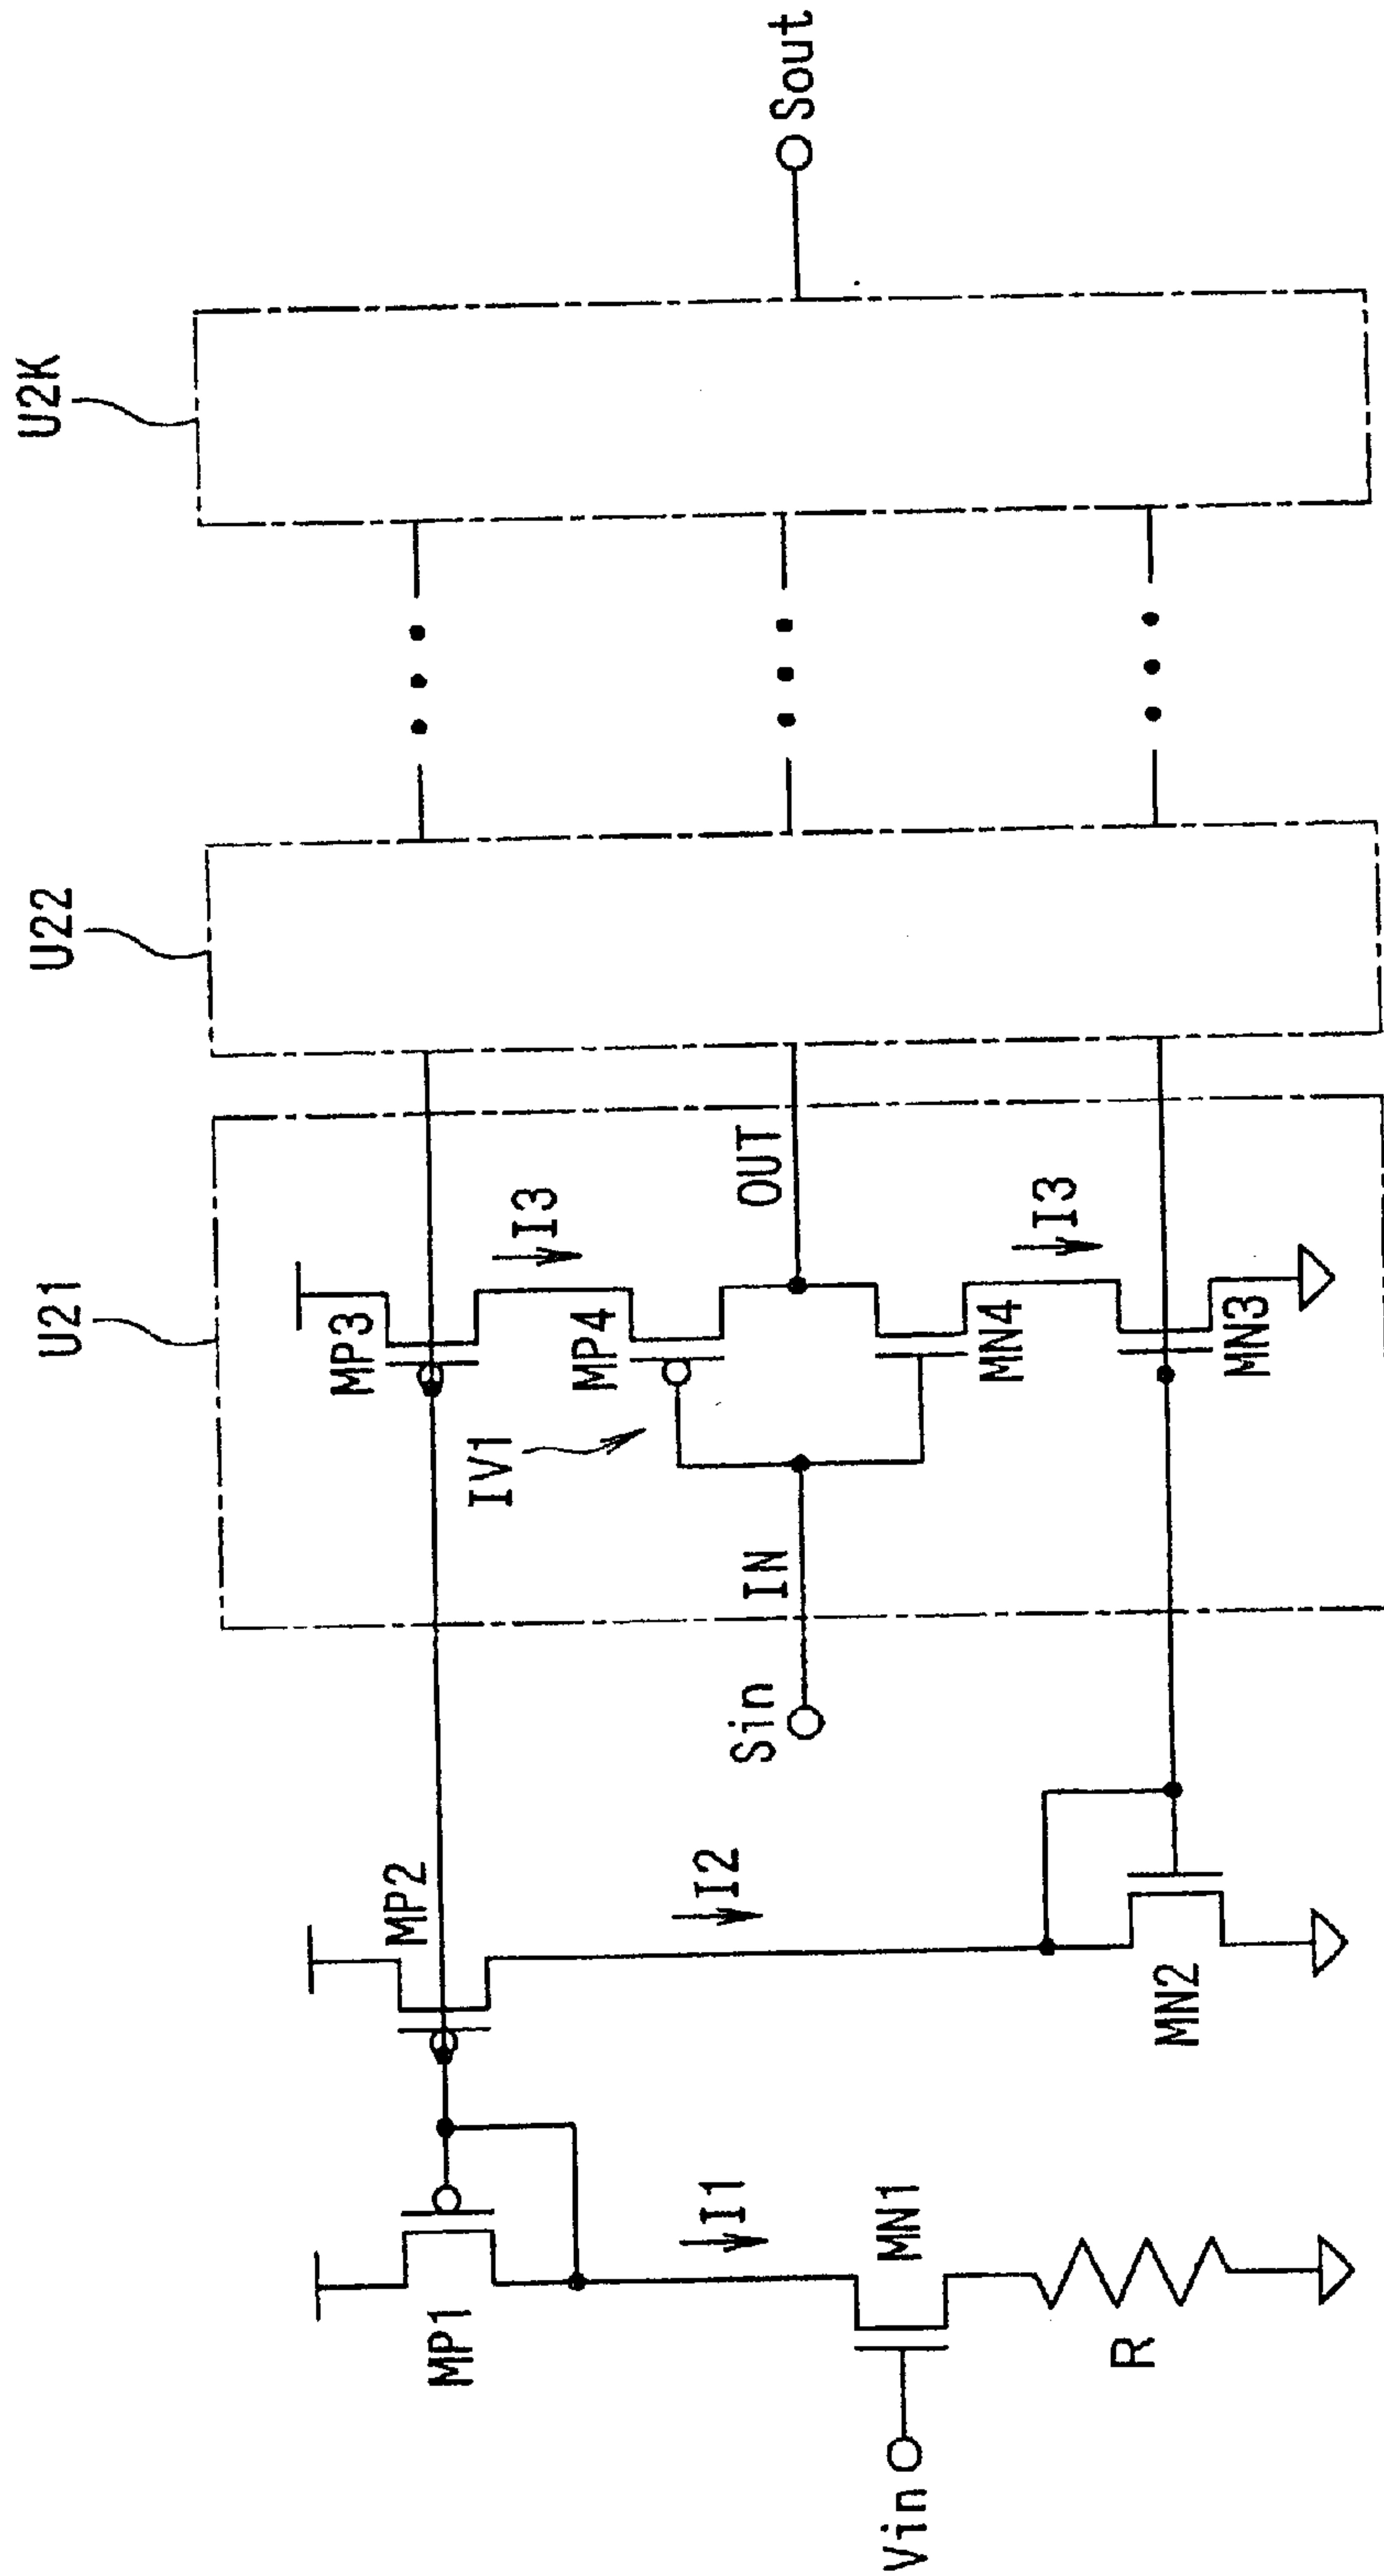 U21
U22
U2K
MP1
MP2
MP3
I3
IV1
MP4
OUT
Sout
Sin
IN
I1
I2
MN4
I3
Vin
MN1
R
MN2
MN3